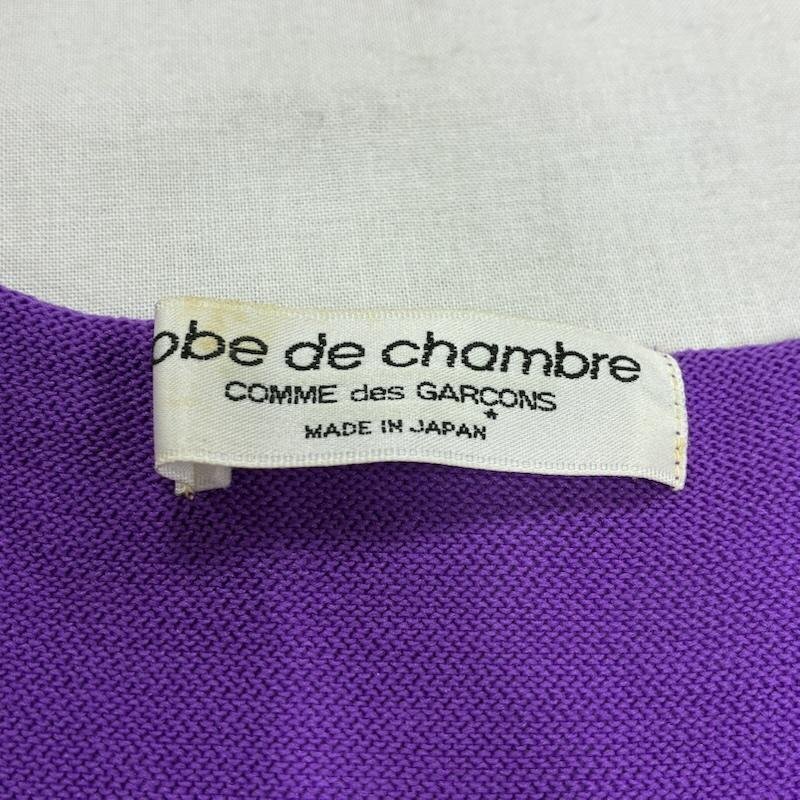 obe de chambre
COMME des GARÇONS
MADE IN JAPAN